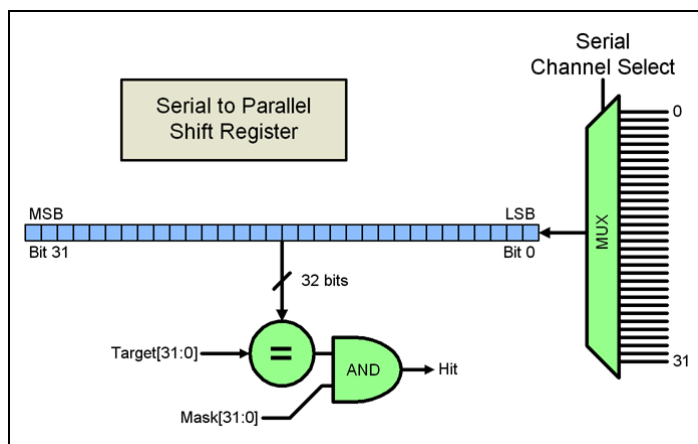 Serial
Channel Select
Serial to Parallel
Shift Register
0
MSB
LSB
MUX
Bit 31
Bit 0
32 bits
Target[31:0]
=
AND
Hit
31
Mask[31:0]